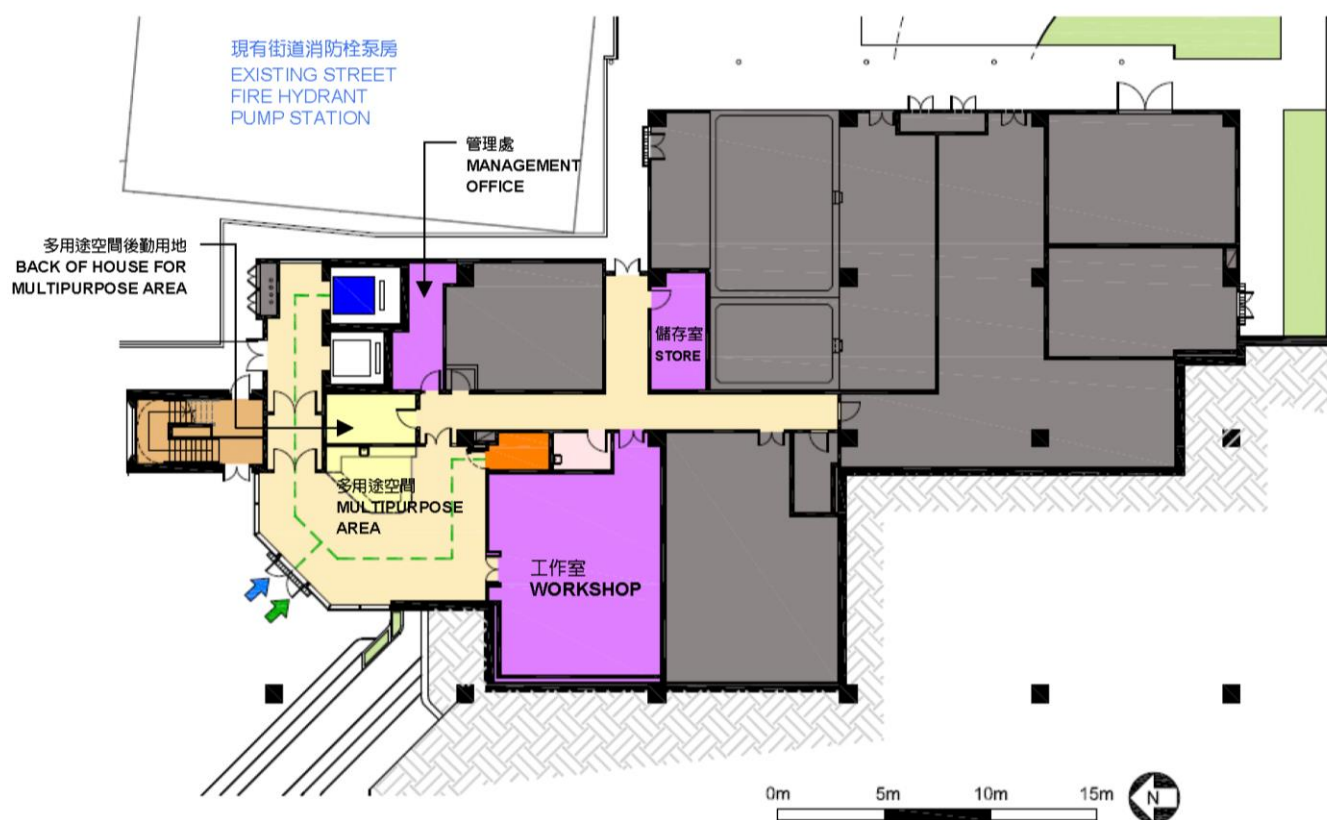 現有街道消防栓泵房
EXISTING STREET
FIRE HYDRANT
PUMP STATION
管理處
MANAGEMENT
OFFICE
多用途空間後勤用地
BACK OF HOUSE FOR
MULTIPURPOSE AREA
儲存室
STORE
多用途空間
MULTIPURPOSE
AREA
工作室
WORKSHOP
0m 5m 10m 15m
N